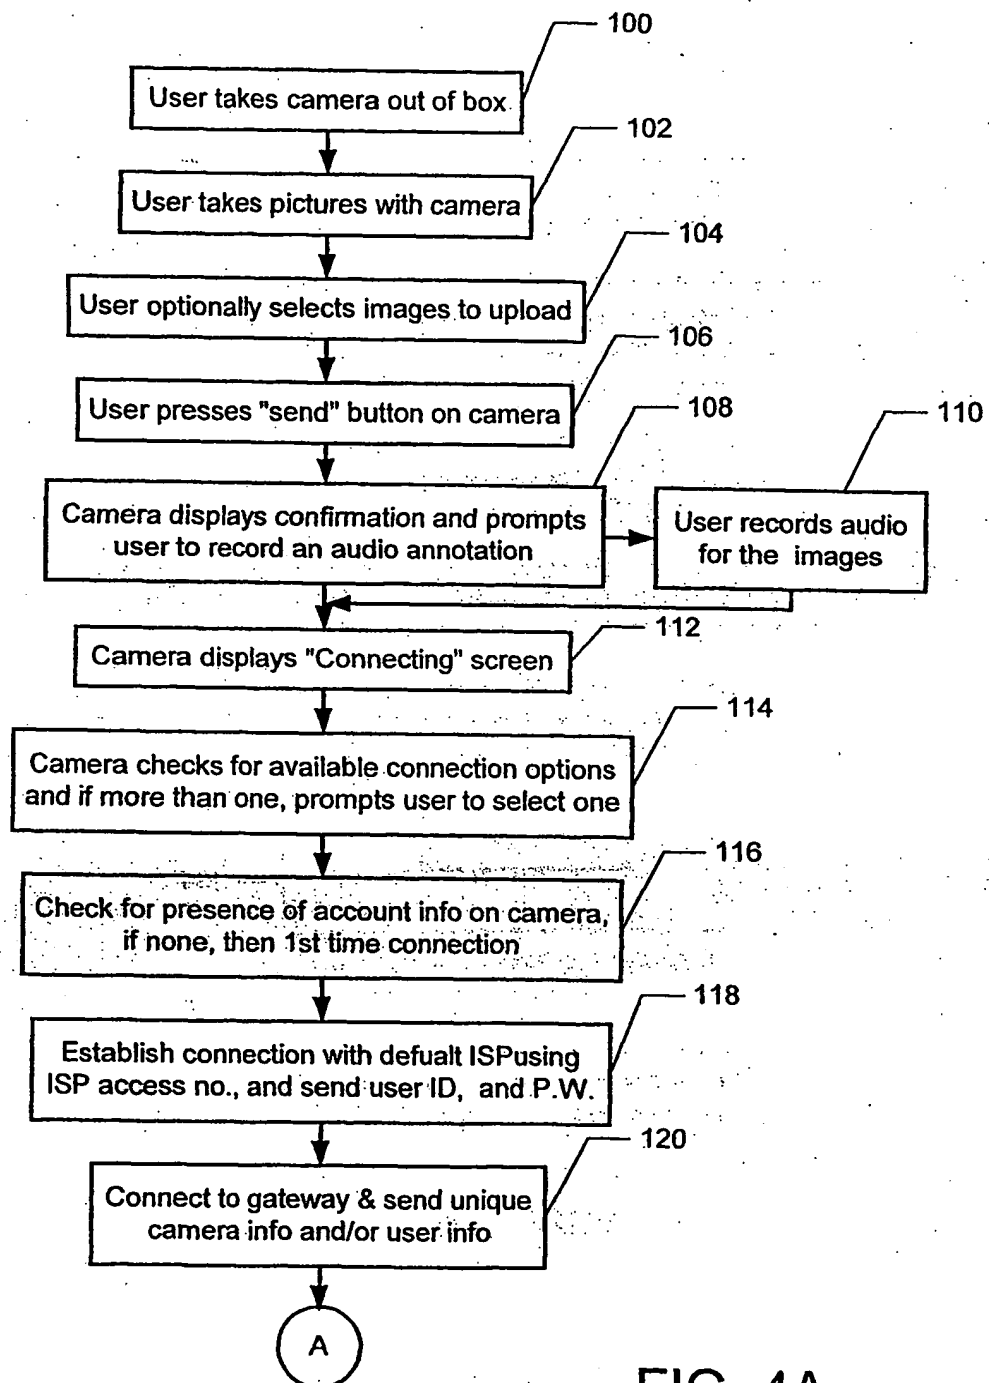 100
User takes camera out of box
102
User takes pictures with camera
104
User optionally selects images to upload
106
User presses "send" button on camera
108
110
Camera displays confirmation and prompts
user to record an audio annotation
User records audio
for the images
112
Camera displays "Connecting" screen
114
Camera checks for available connection options
and if more than one, prompts user to select one
116
Check for presence of account info on camera,
if none, then 1st time connection
118
Establish connection with defualt ISPusing
ISP access no., and send user ID, and P.W.
120
Connect to gateway & send unique
camera info and/or user info
A
FIG. 4A